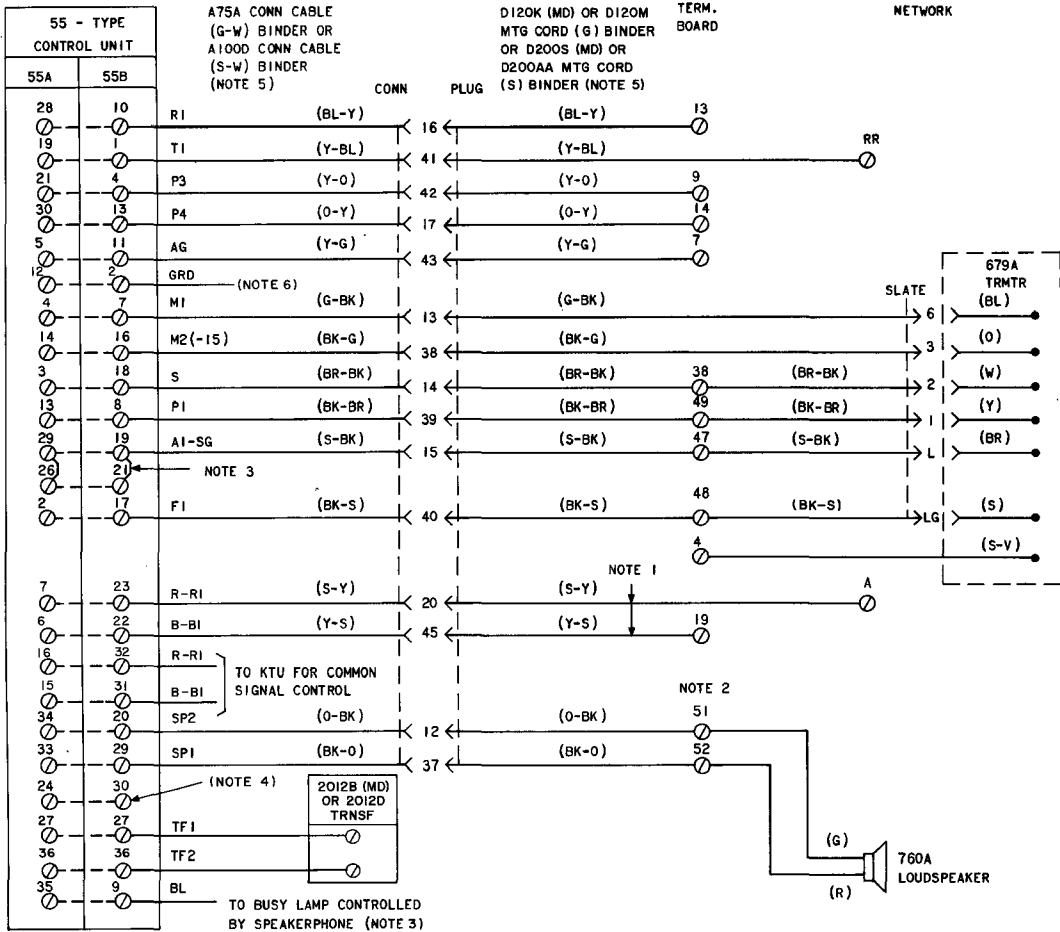 55 - TYPE
CONTROL UNIT
55A 55B
A75A CONN CABLE
(G-W) BINDER OR
A100D CONN CABLE
(S-W) BINDER
(NOTE 5)
CONN PLUG
D120K (MD) OR D120M
MTG CORD (G) BINDER
OR D200S (MD) OR
D200AA MTG CORD
(S) BINDER (NOTE 5)
TERM.
BOARD
NETWORK
28 10 R1 (BL-Y) 16 (BL-Y) 13
19 1 T1 (Y-BL) 41 (Y-BL) RR
21 4 P3 (Y-O) 42 (Y-O) 9
30 13 P4 (O-Y) 17 (O-Y) 14
5 11 AG (Y-G) 43 (Y-G) 7
12 2 GRD (NOTE 6)
679A
TRMTR
SLATE
4 7 M1 (G-BK) 13 (G-BK) 6 (BL)
14 16 M2(-15) (BK-G) 38 (BK-G) 3 (O)
3 18 S (BR-BK) 14 (BR-BK) 38 (BR-BK) 2 (W)
13 8 P1 (BK-BR) 39 (BK-BR) 49 (BK-BR) 1 (Y)
29 19 A1-SG (S-BK) 15 (S-BK) 47 (S-BK) L (BR)
26 21 NOTE 3
2 17 F1 (BK-S) 40 (BK-S) 48 (BK-S) LG (S)
4 (S-V)
NOTE 1
7 23 R-R1 (S-Y) 20 (S-Y) A
6 22 B-B1 (Y-S) 45 (Y-S) 19
16 32 R-R1
15 31 B-B1
TO KTU FOR COMMON
SIGNAL CONTROL
NOTE 2
34 20 SP2 (O-BK) 12 (O-BK) 51
33 29 SP1 (BK-O) 37 (BK-O) 52
24 30 (NOTE 4)
2012B (MD)
OR 2012D
TRNSF
27 27 TF1
36 36 TF2
35 9 BL
TO BUSY LAMP CONTROLLED
BY SPEAKERPHONE (NOTE 3)
(G)
(R)
760A
LOUDSPEAKER